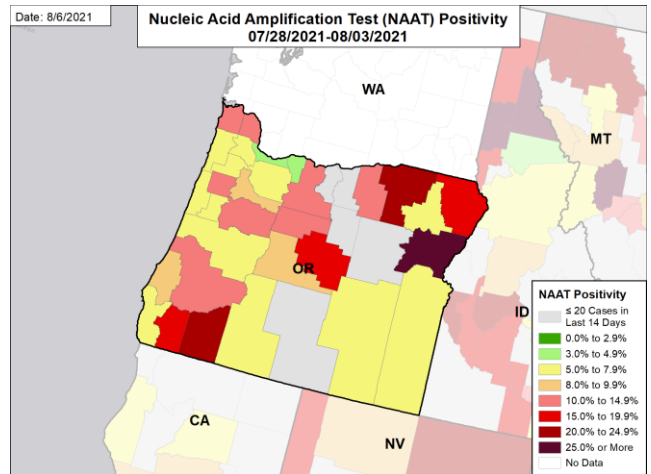 Date: 8/6/2021
Nucleic Acid Amplification Test (NAAT) Positivity
07/28/2021-08/03/2021
WA
MT
OR
ID
CA
NV
NAAT Positivity
≤ 20 Cases in
Last 14 Days
0.0% to 2.9%
3.0% to 4.9%
5.0% to 7.9%
8.0% to 9.9%
10.0% to 14.9%
15.0% to 19.9%
20.0% to 24.9%
25.0% or More
No Data